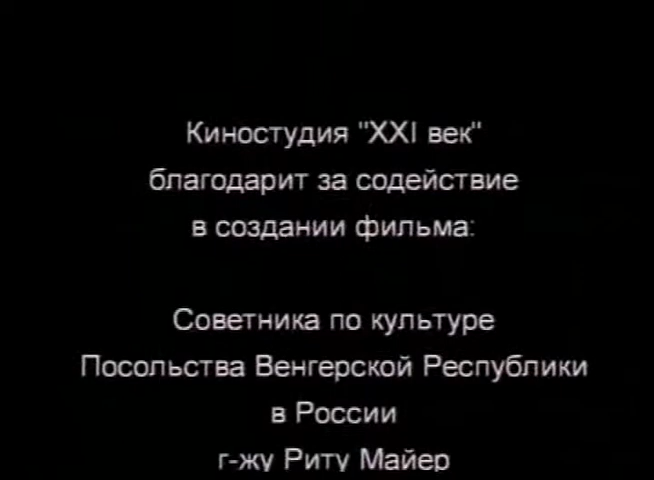 Киностудия "XXI век"
благодарит за содействие
в создании фильма:
Советника по культуре
Посольства Венгерской Республики
в России
г-жу Риту Майер